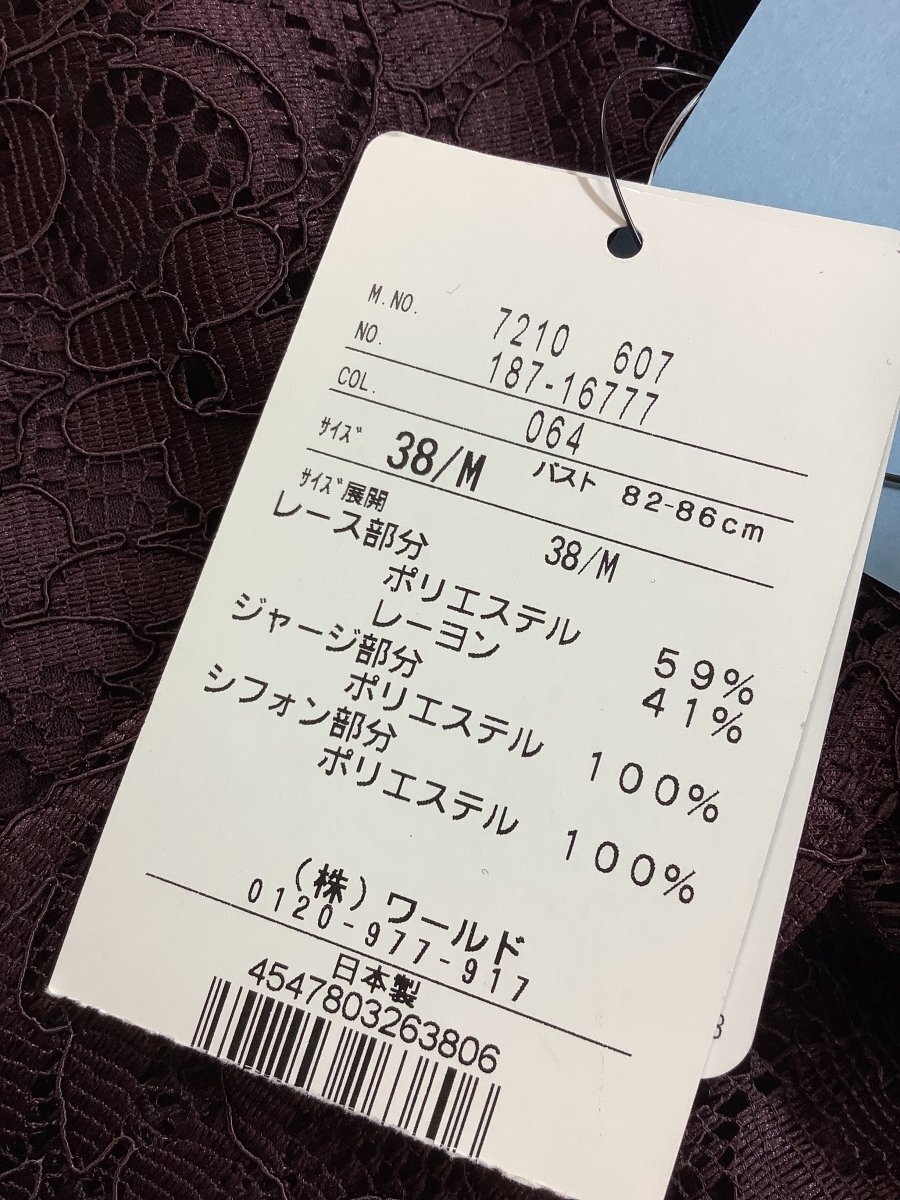 M.NO. 7210 607
NO. 187-16777
COL. 064
サイズ 38/M バスト 82-86cm
サイズ展開 38/M
レース部分
ポリエステル 59%
レーヨン 41%
ジャージ部分
ポリエステル 100%
シフォン部分
ポリエステル 100%
(株)ワールド
0120-977-917
日本製
4547803263806